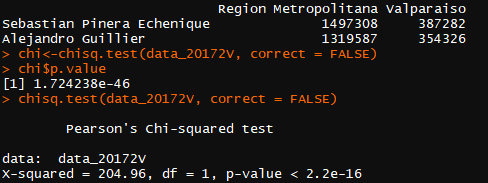 Region Metropolitana Valparaiso
Sebastian Pinera Echenique 1497308 387282
Alejandro Guillier 1319587 354326
> chi<-chisq.test(data_20172V, correct = FALSE)
> chi$p.value
[1] 1.724238e-46
> chisq.test(data_20172V, correct = FALSE)
Pearson's Chi-squared test
data: data_20172V
X-squared = 204.96, df = 1, p-value < 2.2e-16